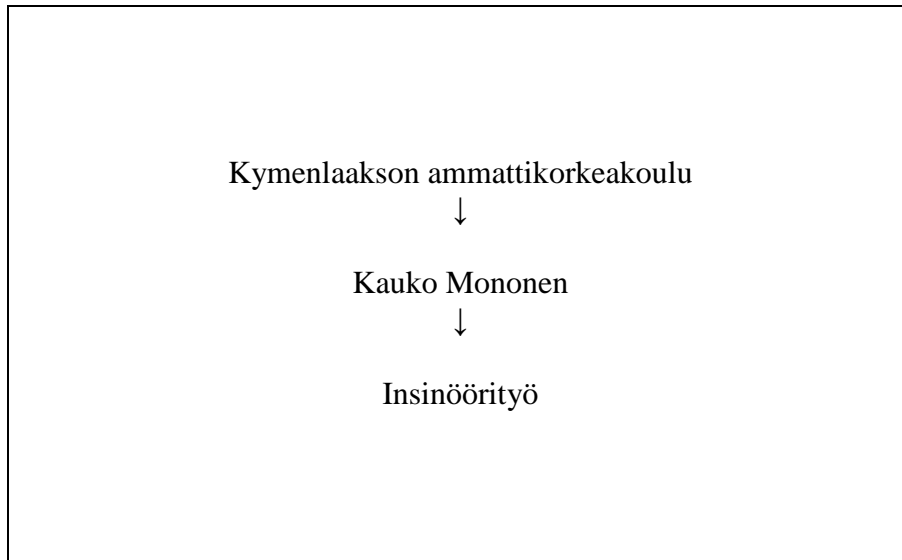 Kymenlaakson ammattikorkeakoulu
↓
Kauko Mononen
↓
Insinöörityö